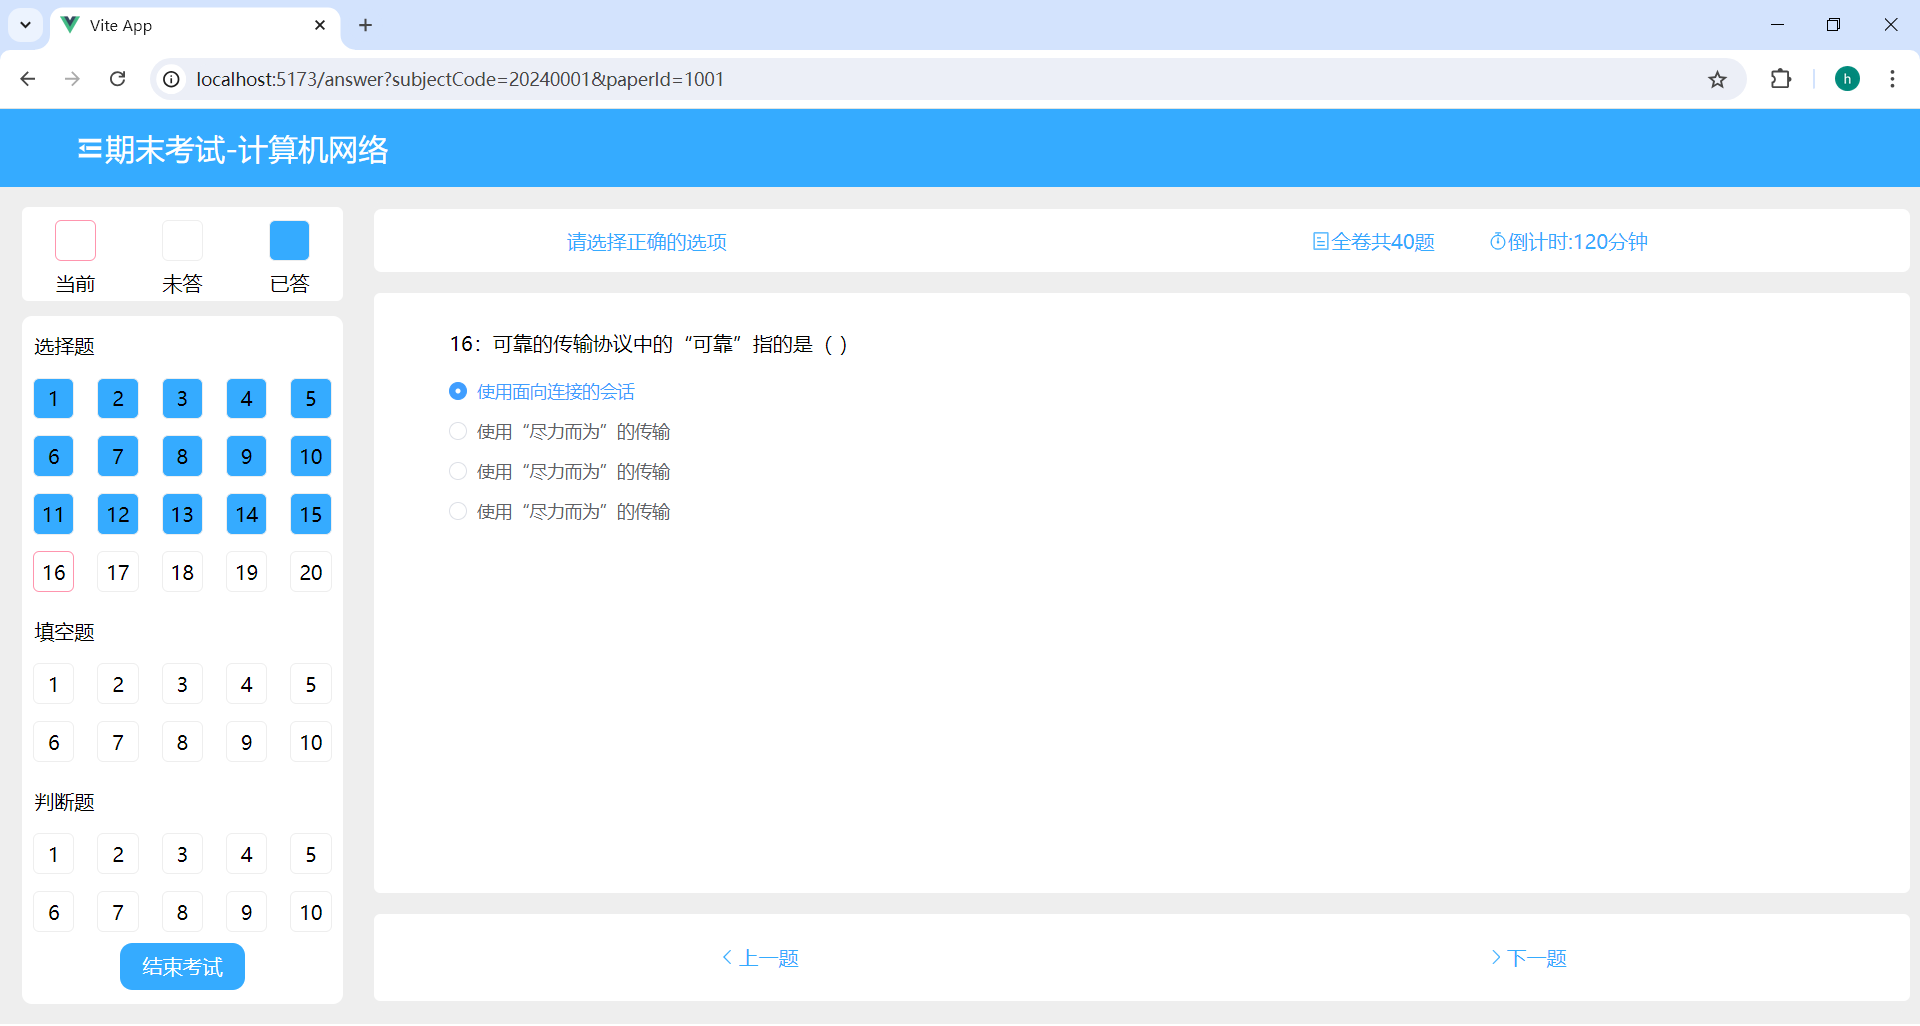 Vite App
localhost:5173/answer?subjectCode=20240001&paperId=1001
h
期末考试-计算机网络
当前 未答 已答
请选择正确的选项 全卷共40题 倒计时:120分钟
选择题
1 2 3 4 5
6 7 8 9 10
11 12 13 14 15
16 17 18 19 20
填空题
1 2 3 4 5
6 7 8 9 10
判断题
1 2 3 4 5
6 7 8 9 10
结束考试
16：可靠的传输协议中的“可靠”指的是（ ）
使用面向连接的会话
使用“尽力而为”的传输
使用“尽力而为”的传输
使用“尽力而为”的传输
上一题 下一题